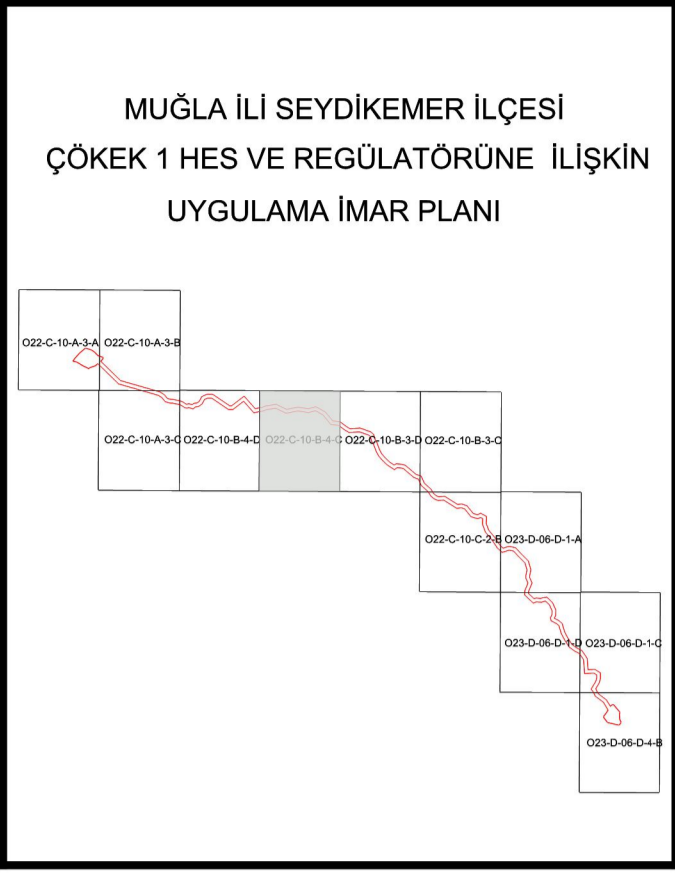 MUĞLA İLİ SEYDİKEMER İLÇESİ
ÇÖKEK 1 HES VE REGÜLATÖRÜNE İLİŞKİN
UYGULAMA İMAR PLANI
O22-C-10-A-3-A O22-C-10-A-3-B
O22-C-10-A-3-C O22-C-10-B-4-D O22-C-10-B-4-C O22-C-10-B-3-D O22-C-10-B-3-C
O22-C-10-C-2-B O23-D-06-D-1-A
O23-D-06-D-1-D O23-D-06-D-1-C
O23-D-06-D-4-B